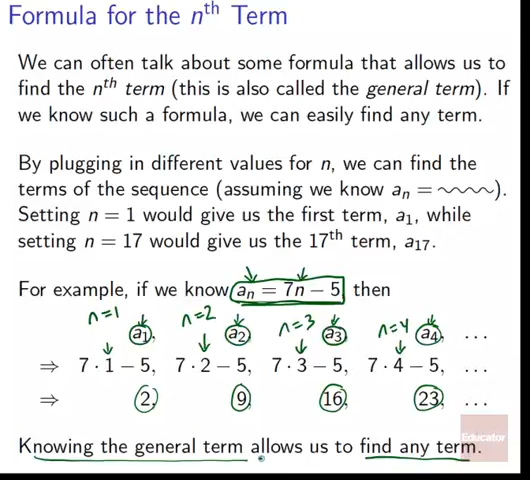 Formula for the nᵗʰ Term
We can often talk about some formula that allows us to
find the nᵗʰ term (this is also called the general term). If
we know such a formula, we can easily find any term.
By plugging in different values for n, we can find the
terms of the sequence (assuming we know aₙ = ~~~~).
Setting n = 1 would give us the first term, a₁, while
setting n = 17 would give us the 17ᵗʰ term, a₁₇.
For example, if we know aₙ = 7n − 5 then
n=1 a₁, n=2 a₂ n=3 a₃ n=4 a₄, ...
⇒ 7 · 1 − 5, 7 · 2 − 5, 7 · 3 − 5, 7 · 4 − 5, ...
⇒ 2, 9, 16, 23, ...
Educator
Knowing the general term allows us to find any term.